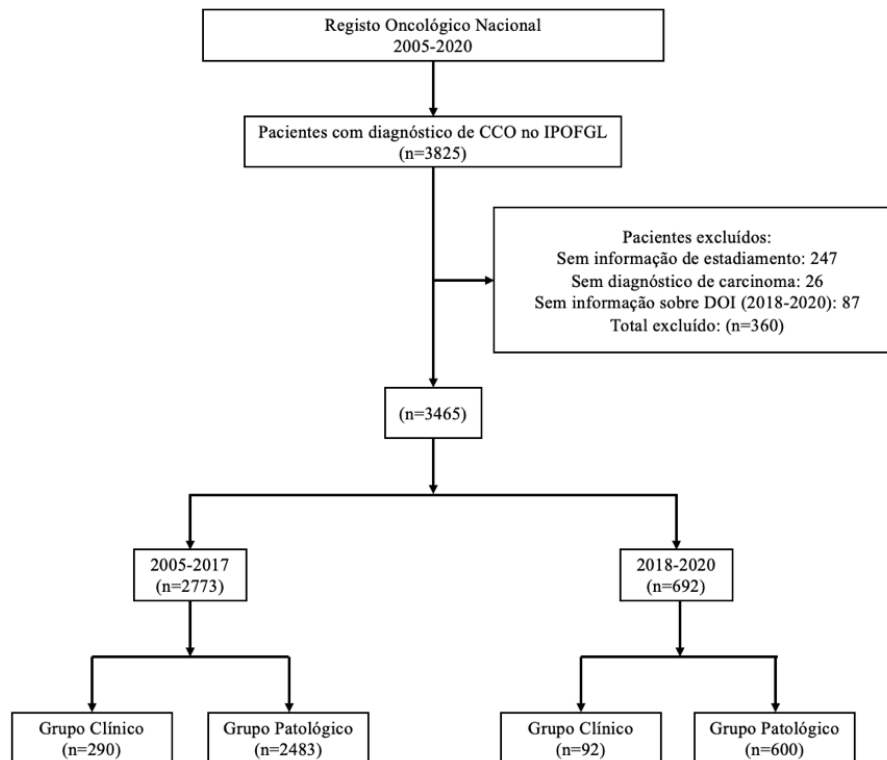 Registo Oncológico Nacional
2005-2020
Pacientes com diagnóstico de CCO no IPOFGL
(n=3825)
Pacientes excluídos:
Sem informação de estadiamento: 247
Sem diagnóstico de carcinoma: 26
Sem informação sobre DOI (2018-2020): 87
Total excluído: (n=360)
(n=3465)
2005-2017
(n=2773)
2018-2020
(n=692)
Grupo Clínico
(n=290)
Grupo Patológico
(n=2483)
Grupo Clínico
(n=92)
Grupo Patológico
(n=600)